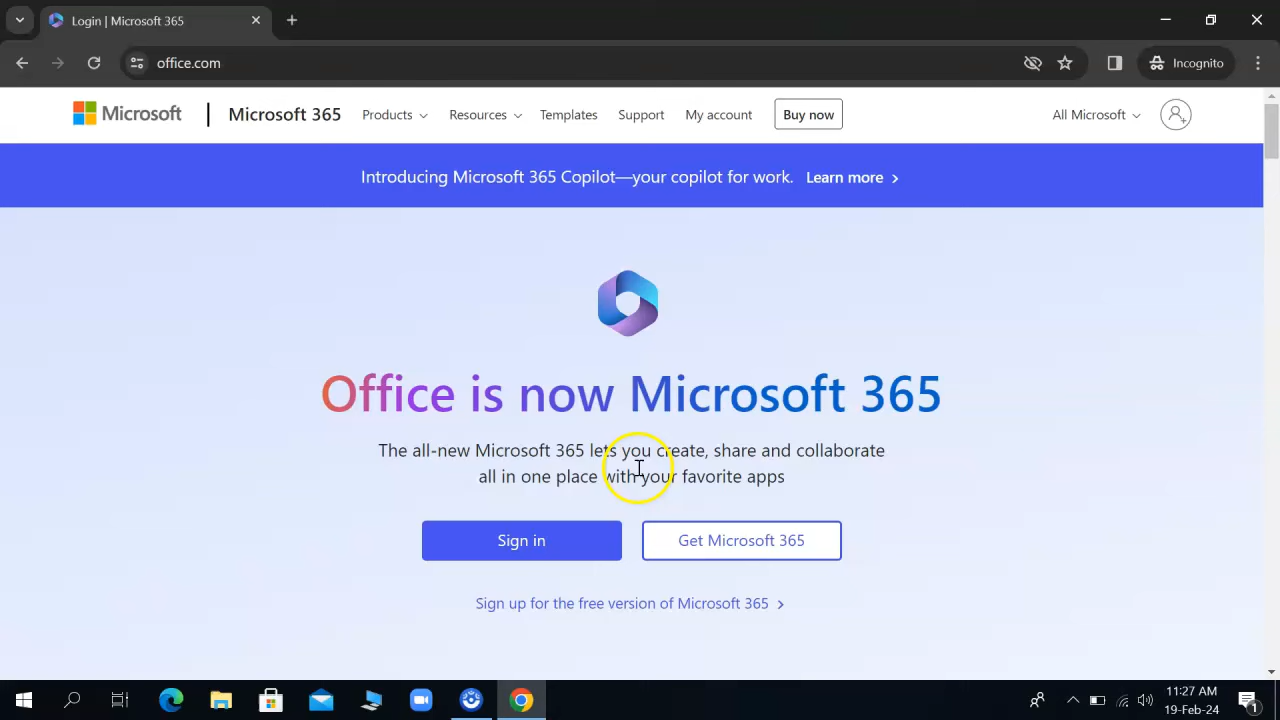 Login | Microsoft 365
office.com
Incognito
Microsoft | Microsoft 365 Products Resources Templates Support My account Buy now All Microsoft
Introducing Microsoft 365 Copilot—your copilot for work. Learn more >
Office is now Microsoft 365
The all-new Microsoft 365 lets you create, share and collaborate
all in one place with your favorite apps
Sign in
Get Microsoft 365
Sign up for the free version of Microsoft 365 >
11:27 AM
19-Feb-24
1